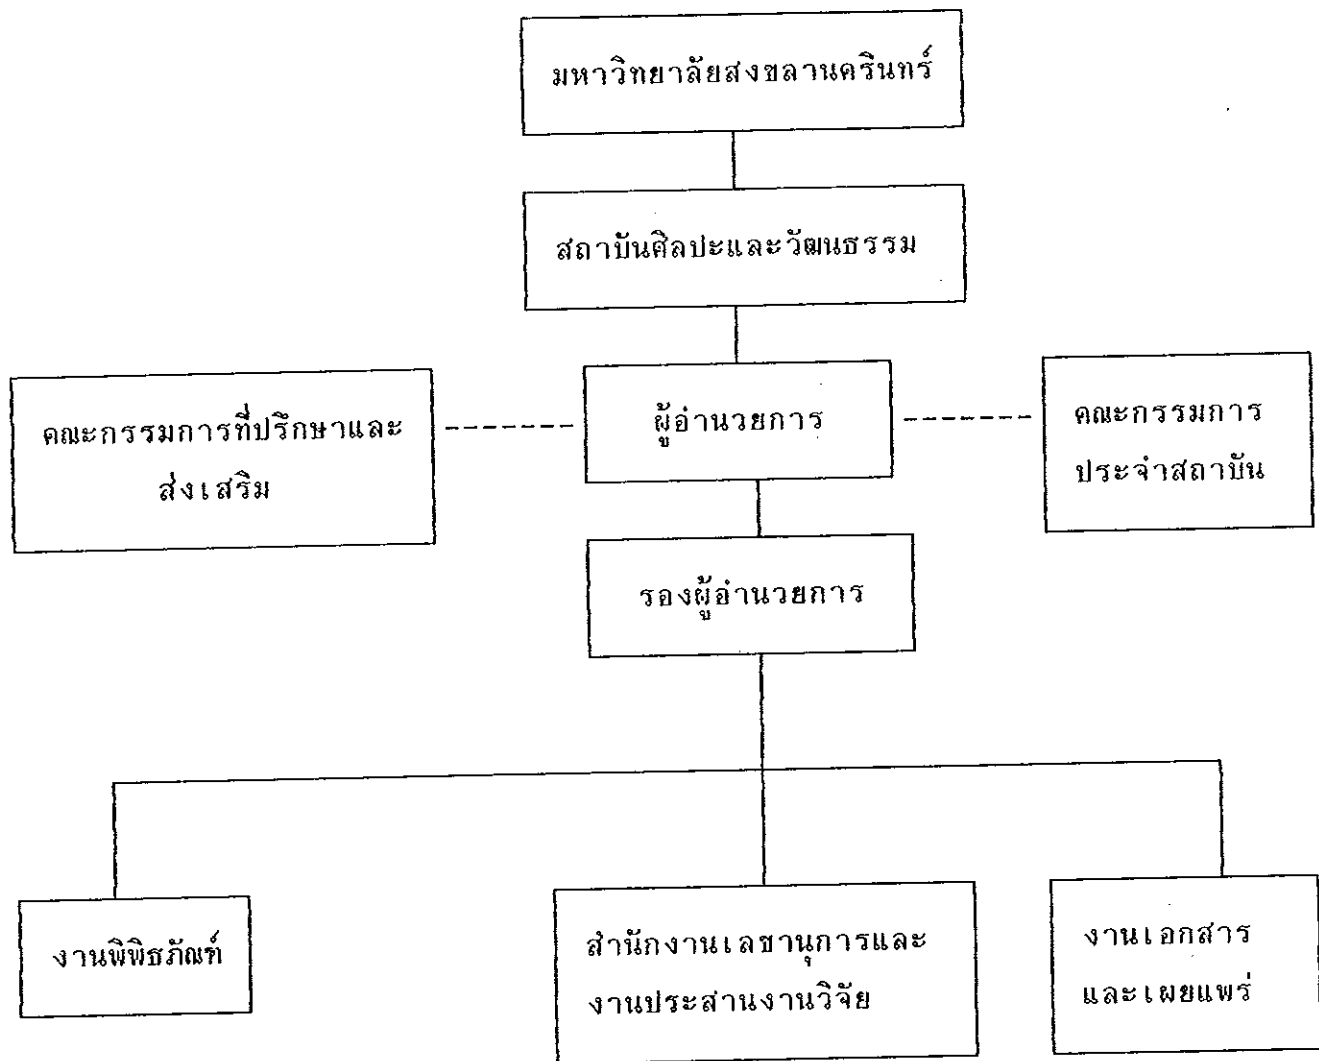 มหาวิทยาลัยสงขลานครินทร์
สถาบันศิลปะและวัฒนธรรม
คณะกรรมการที่ปรึกษาและ
ส่งเสริม
ผู้อำนวยการ
คณะกรรมการ
ประจำสถาบัน
รองผู้อำนวยการ
งานพิพิธภัณฑ์
สำนักงานเลขานุการและ
งานประสานงานวิจัย
งานเอกสาร
และเผยแพร่